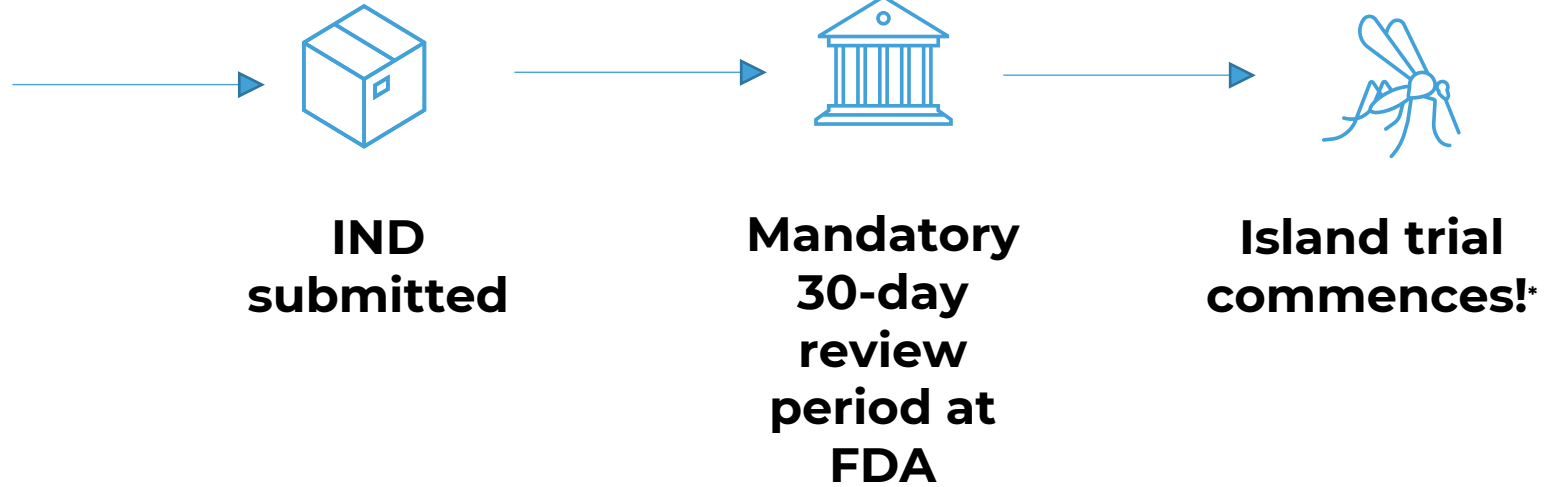 IND
submitted
Mandatory
30-day
review
period at
FDA
Island trial
commences!*